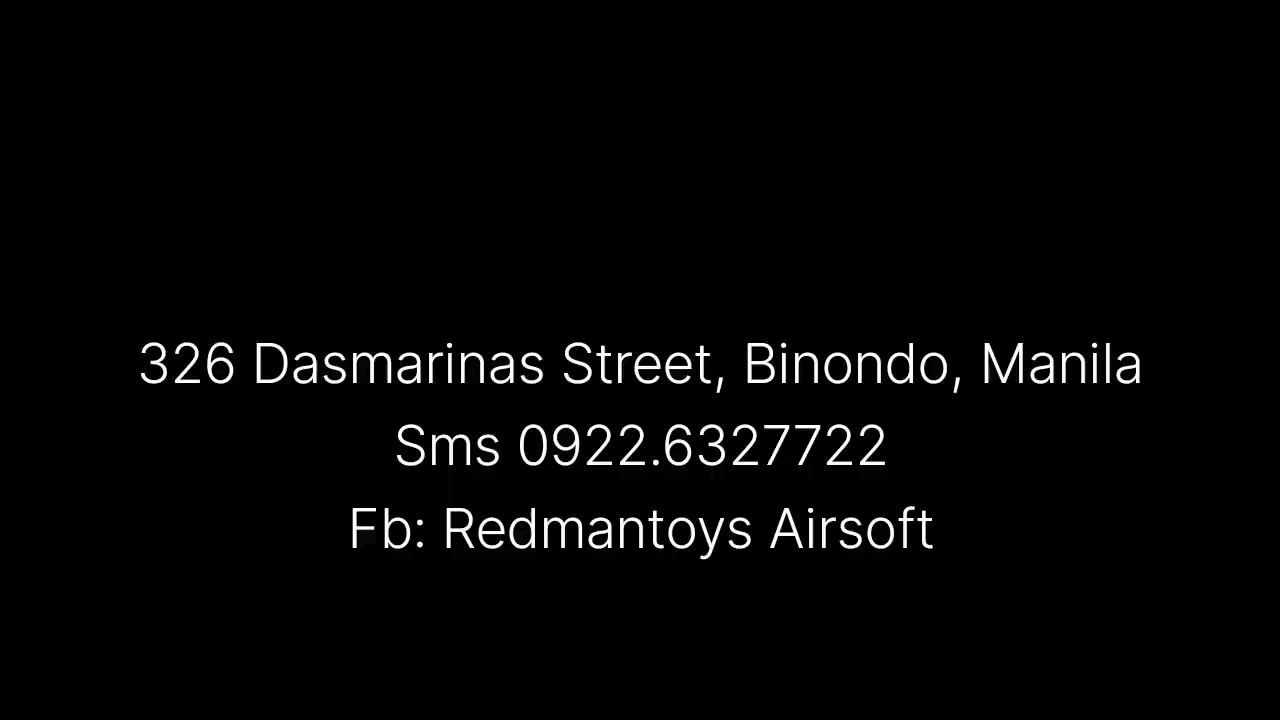 326 Dasmarinas Street, Binondo, Manila
Sms 0922.6327722
Fb: Redmantoys Airsoft